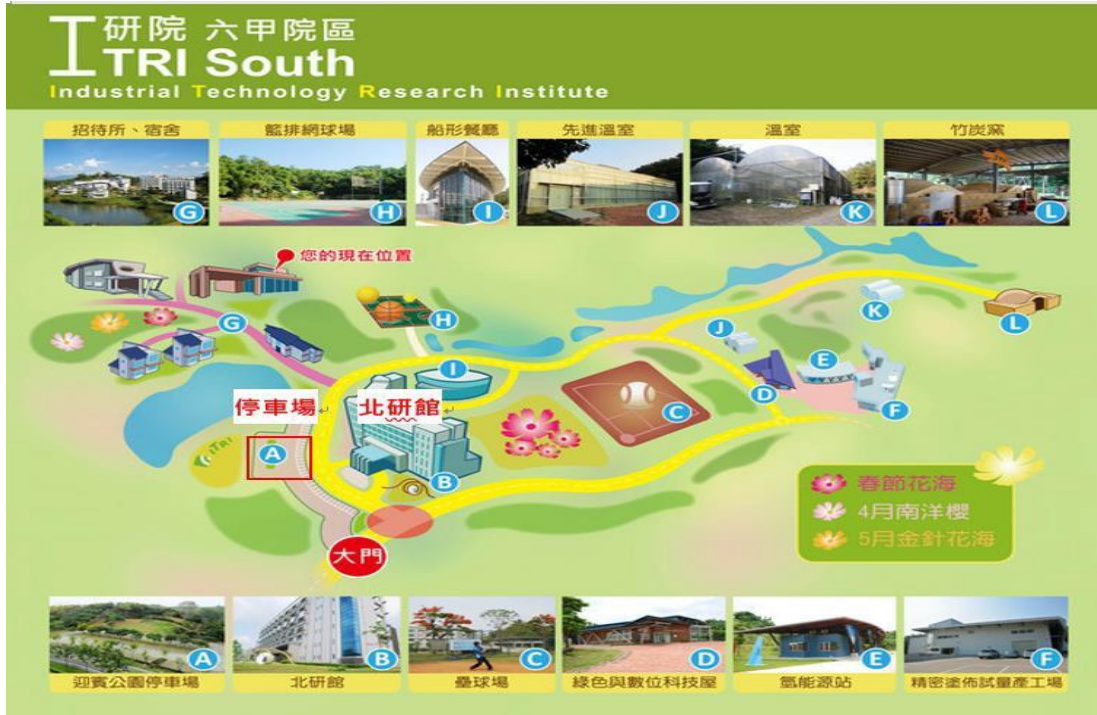 工研院 六甲院區
ITRI South
Industrial Technology Research Institute
招待所、宿舍
籃排網球場
船形餐廳
先進溫室
溫室
竹炭窯
G
H
I
J
K
L
您的現在位置
G
H
K
L
J
I
E
D
F
C
停車場
北研館
iTRI
A
B
大門
春節花海
4月南洋櫻
5月金針花海
A
B
C
D
E
F
迎賓公園停車場
北研館
壘球場
綠色與數位科技屋
氫能源站
精密塗佈試量產工場